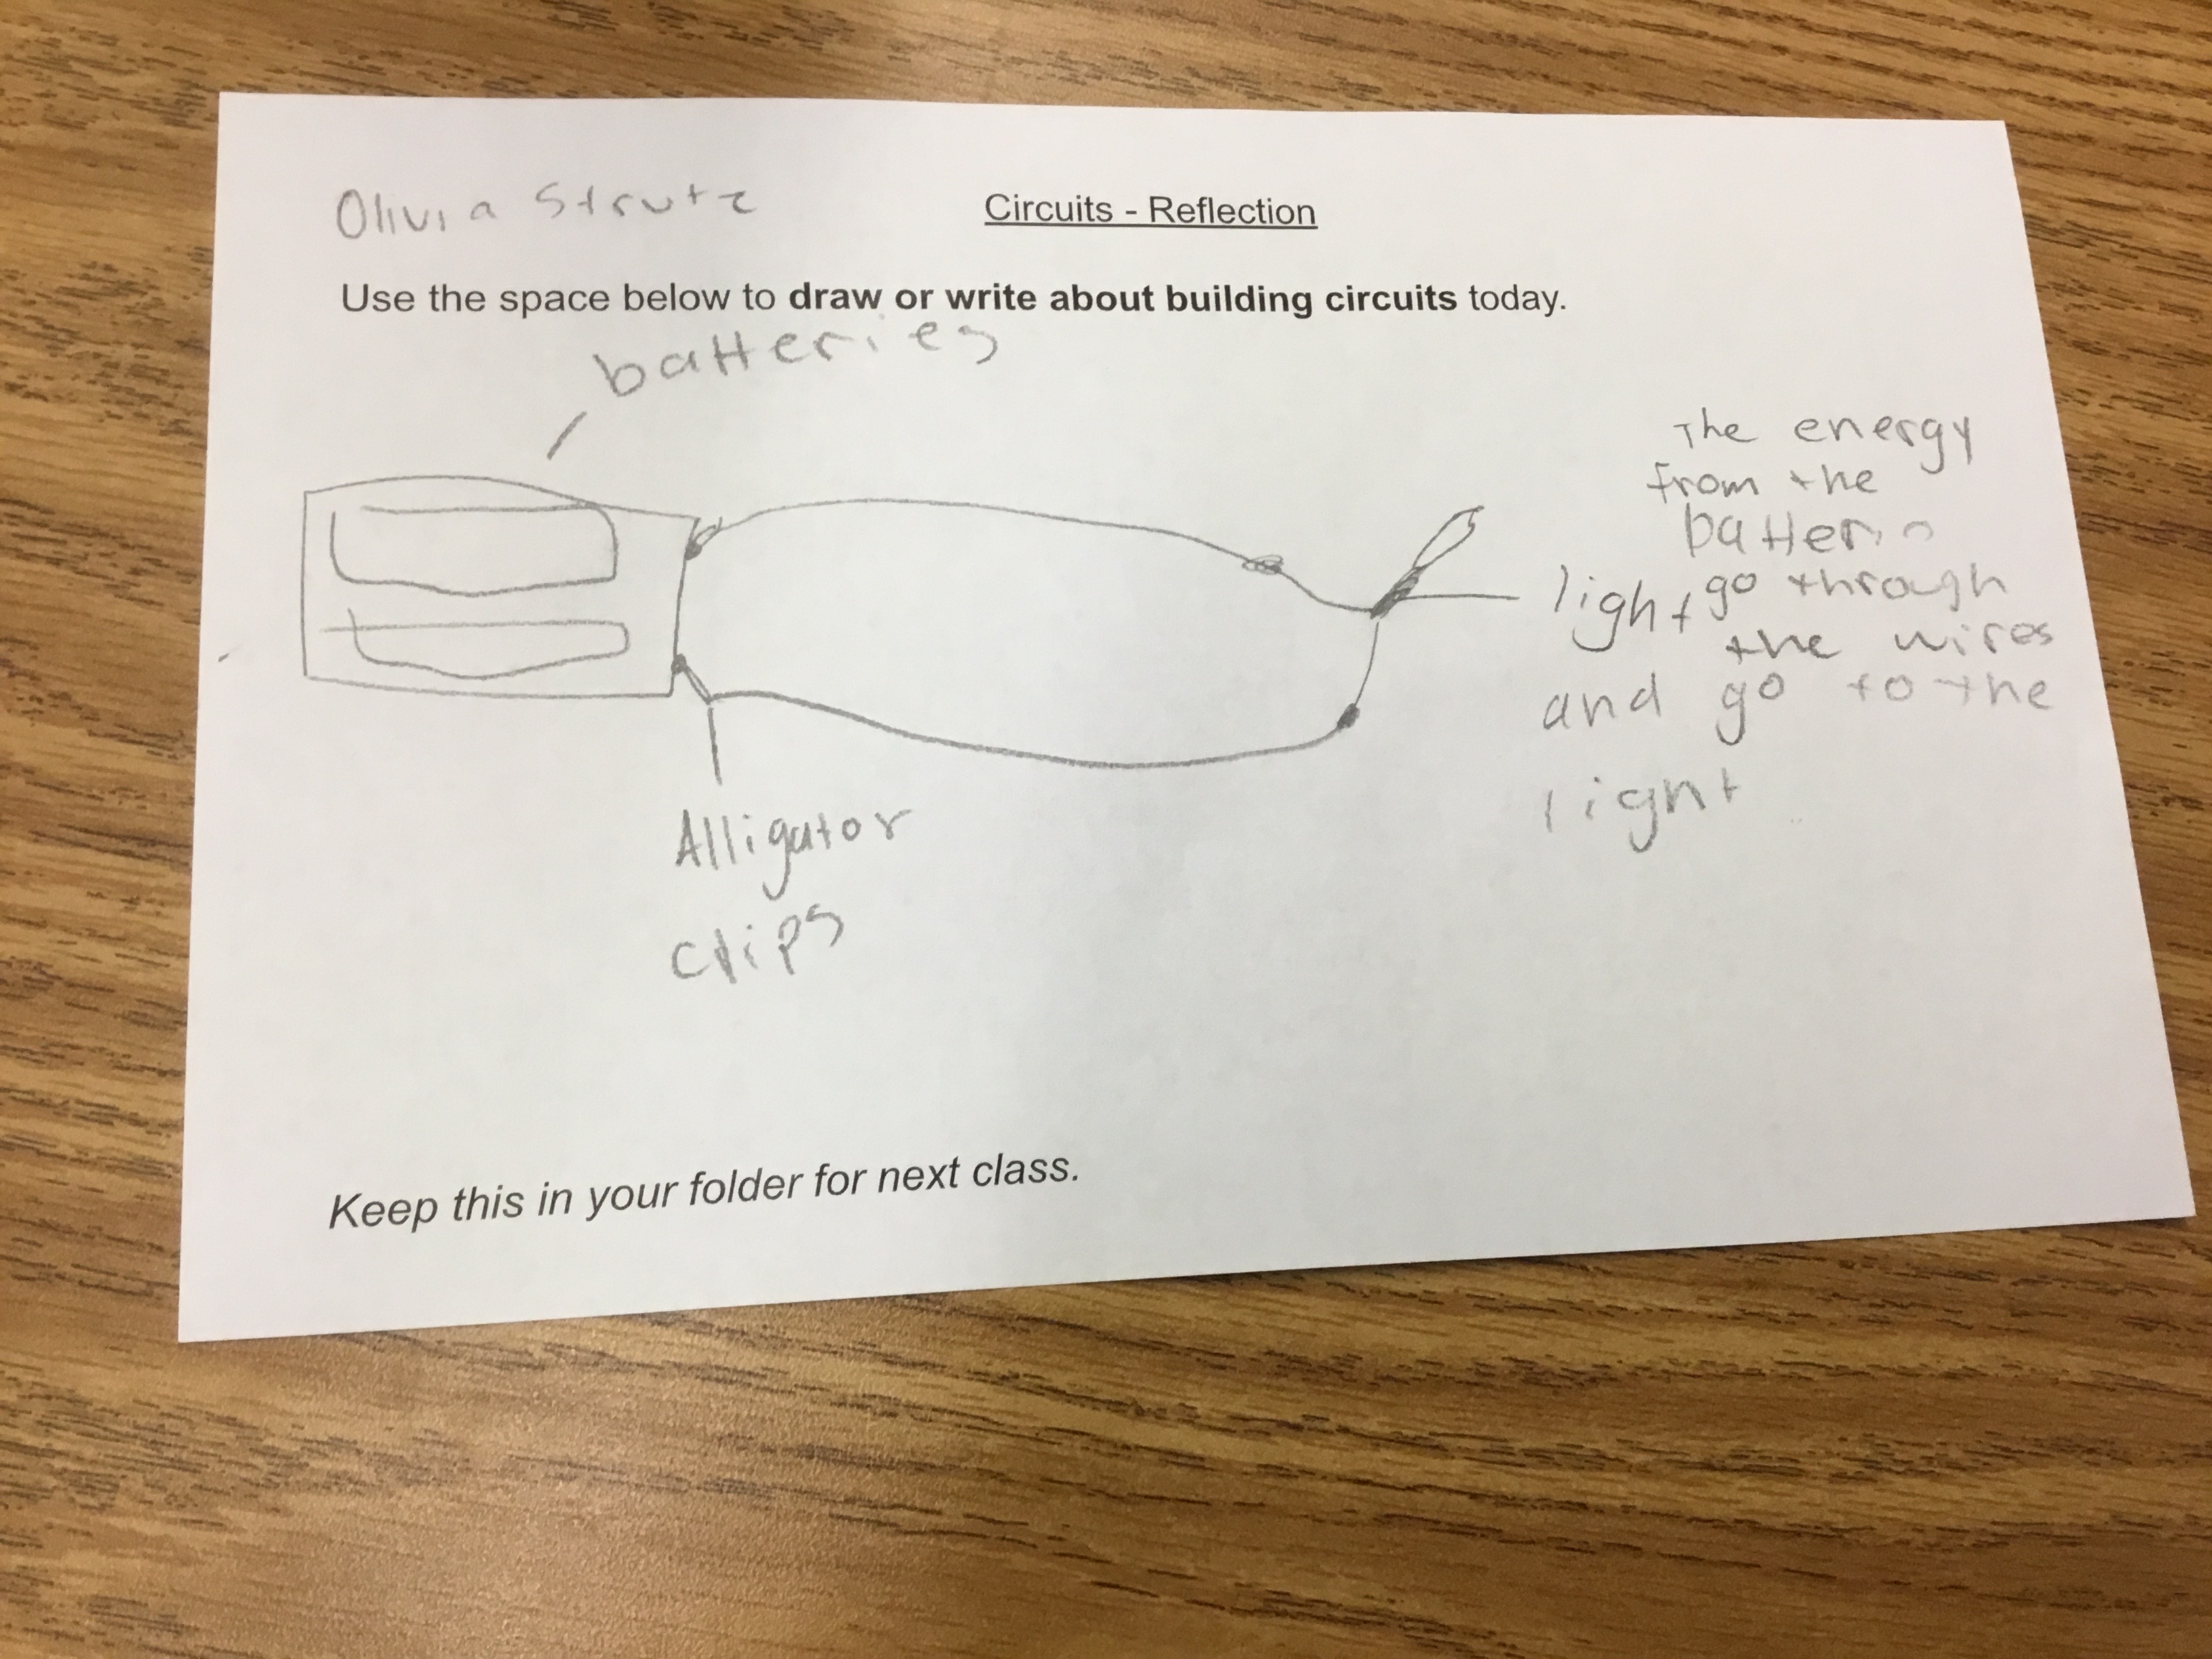 Olivia Strutz
Circuits - Reflection
Use the space below to draw or write about building circuits today.
batteries
The energy
from the
batteri
light
go through
the wires
and go to the
light
Alligator
clips
Keep this in your folder for next class.